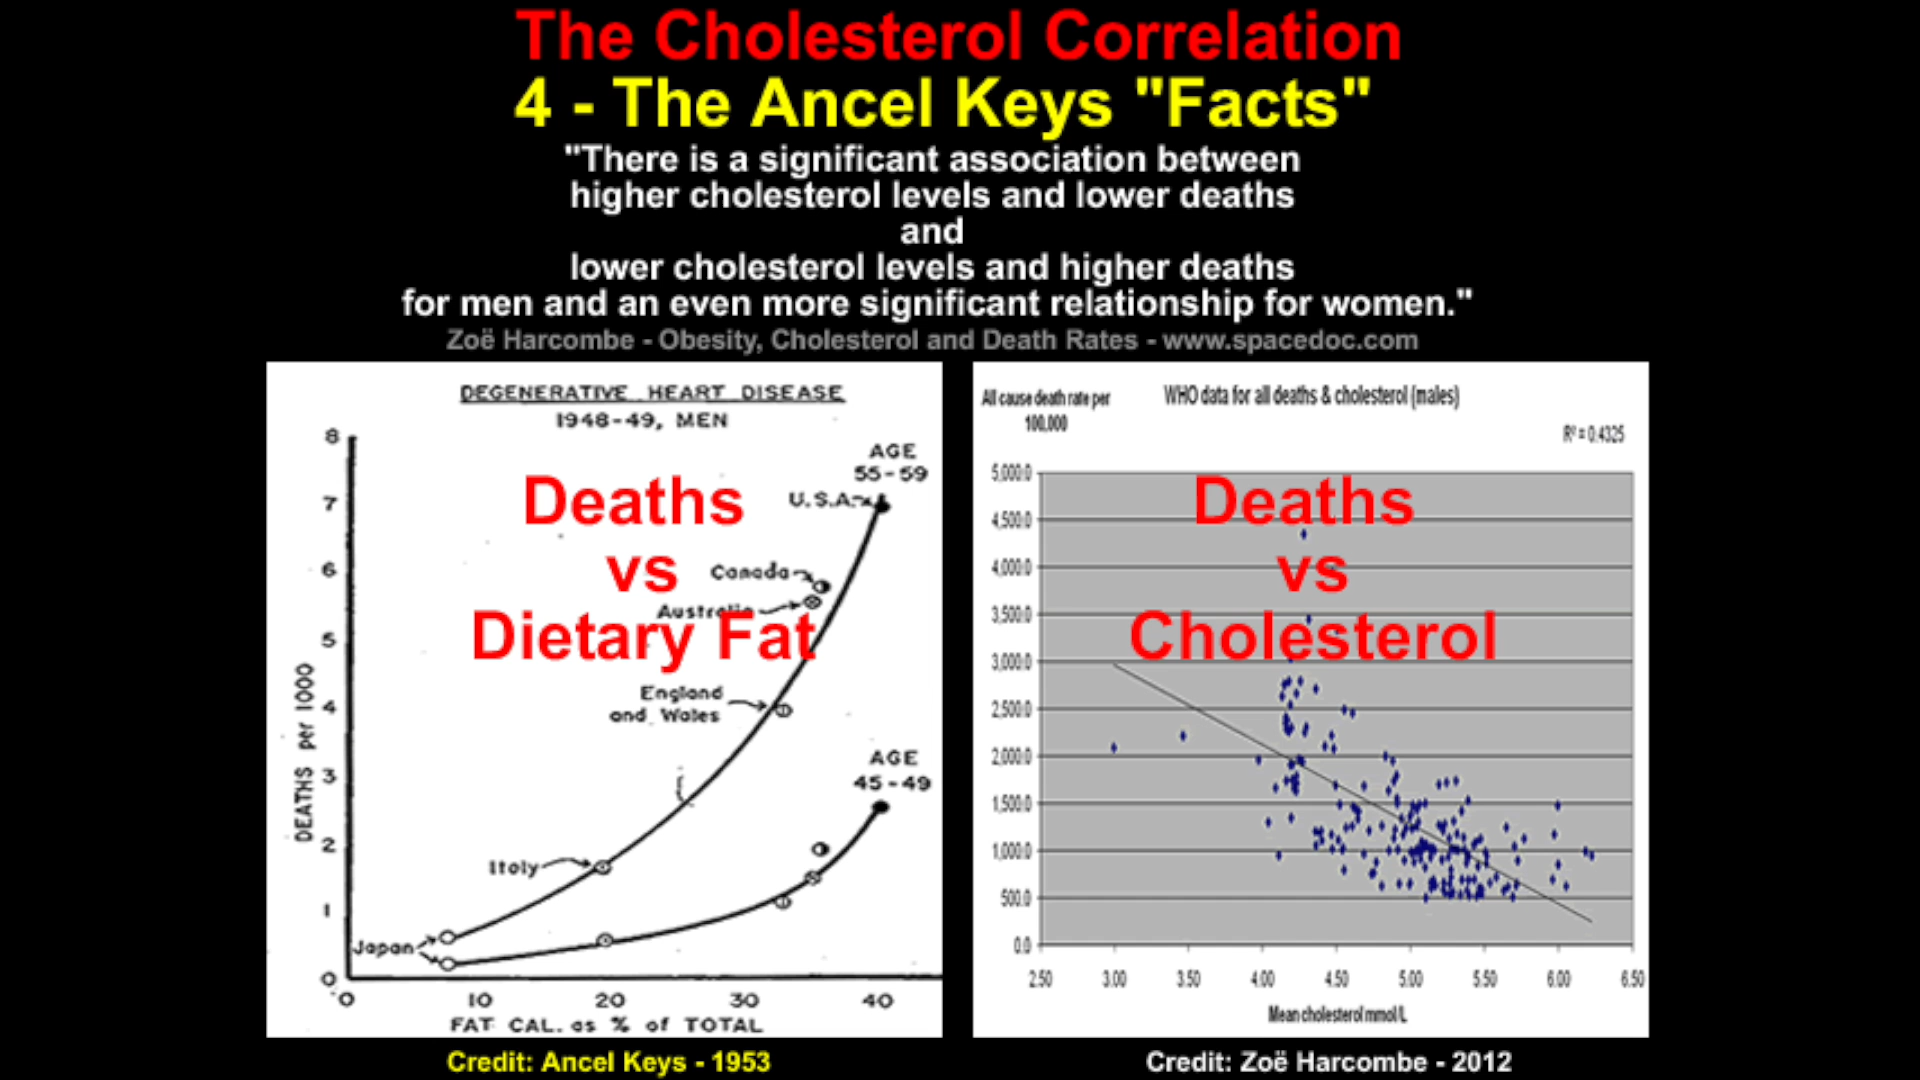 The Cholesterol Correlation
4 - The Ancel Keys "Facts"
"There is a significant association between
higher cholesterol levels and lower deaths
and
lower cholesterol levels and higher deaths
for men and an even more significant relationship for women."
Zoë Harcombe - Obesity, Cholesterol and Death Rates - www.spacedoc.com
DEGENERATIVE HEART DISEASE
1948-49, MEN
8
AGE
55-59
7
U.S.A.
Deaths
vs
Dietary Fat
6
Canada
Australia
5
England
and Wales
4
DEATHS per 1000
AGE
45-49
3
2
Italy
1
Japan
0
0 10 20 30 40
FAT CAL. as % of TOTAL
Credit: Ancel Keys - 1953
All cause death rate per
100,000
WHO data for all deaths & cholesterol (males)
R² = 0.4325
Deaths
vs
Cholesterol
5,000.0
4,500.0
4,000.0
3,500.0
3,000.0
2,500.0
2,000.0
1,500.0
1,000.0
500.0
0.0
2.50 3.00 3.50 4.00 4.50 5.00 5.50 6.00 6.50
Mean cholesterol mmol/L
Credit: Zoë Harcombe - 2012